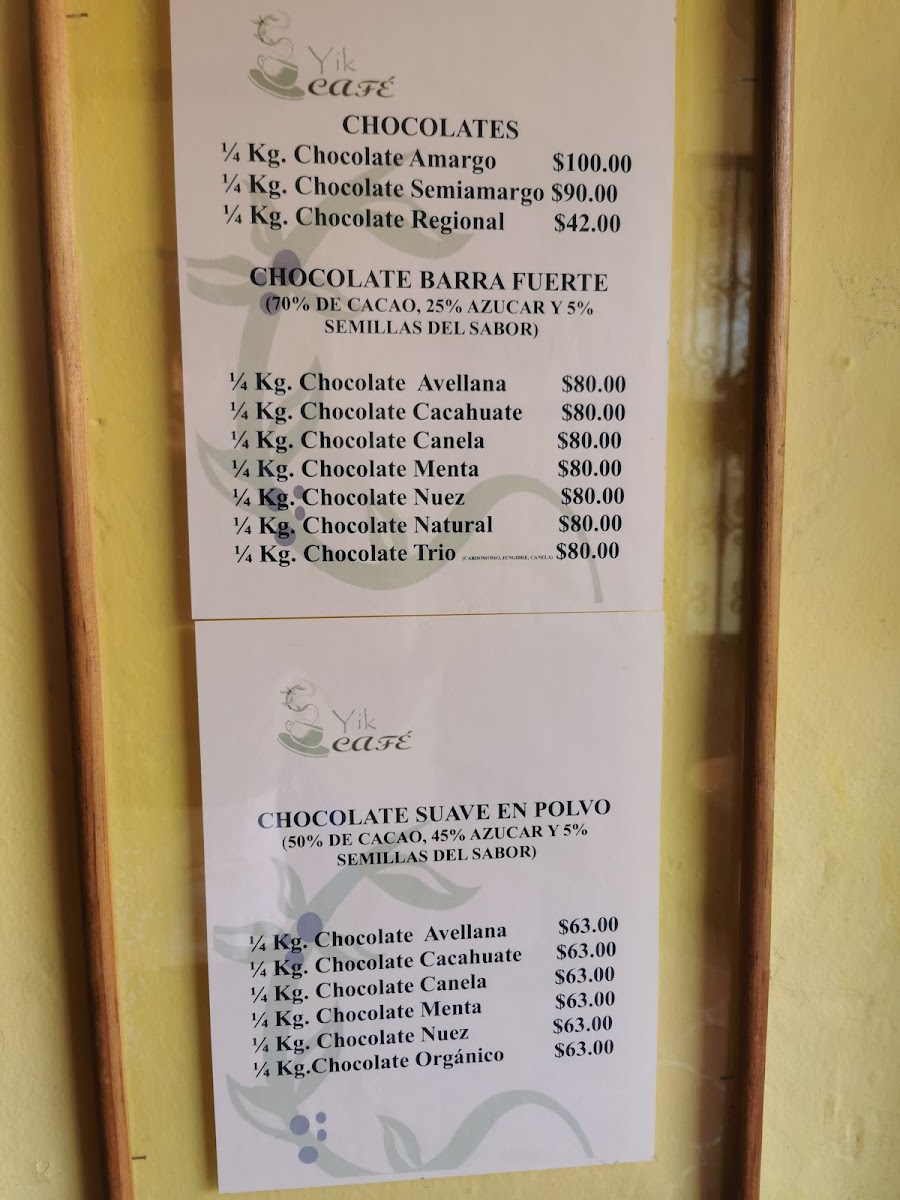 Yik
CAFÉ
CHOCOLATES
¼ Kg. Chocolate Amargo $100.00
¼ Kg. Chocolate Semiamargo $90.00
¼ Kg. Chocolate Regional $42.00
CHOCOLATE BARRA FUERTE
(70% DE CACAO, 25% AZUCAR Y 5%
SEMILLAS DEL SABOR)
¼ Kg. Chocolate Avellana $80.00
¼ Kg. Chocolate Cacahuate $80.00
¼ Kg. Chocolate Canela $80.00
¼ Kg. Chocolate Menta $80.00
¼ Kg. Chocolate Nuez $80.00
¼ Kg. Chocolate Natural $80.00
¼ Kg. Chocolate Trio (CARDOMOMO, JENGIBRE, CANELA) $80.00
Yik
CAFÉ
CHOCOLATE SUAVE EN POLVO
(50% DE CACAO, 45% AZUCAR Y 5%
SEMILLAS DEL SABOR)
¼ Kg. Chocolate Avellana $63.00
¼ Kg. Chocolate Cacahuate $63.00
¼ Kg. Chocolate Canela $63.00
¼ Kg. Chocolate Menta $63.00
¼ Kg. Chocolate Nuez $63.00
¼ Kg.Chocolate Orgánico $63.00